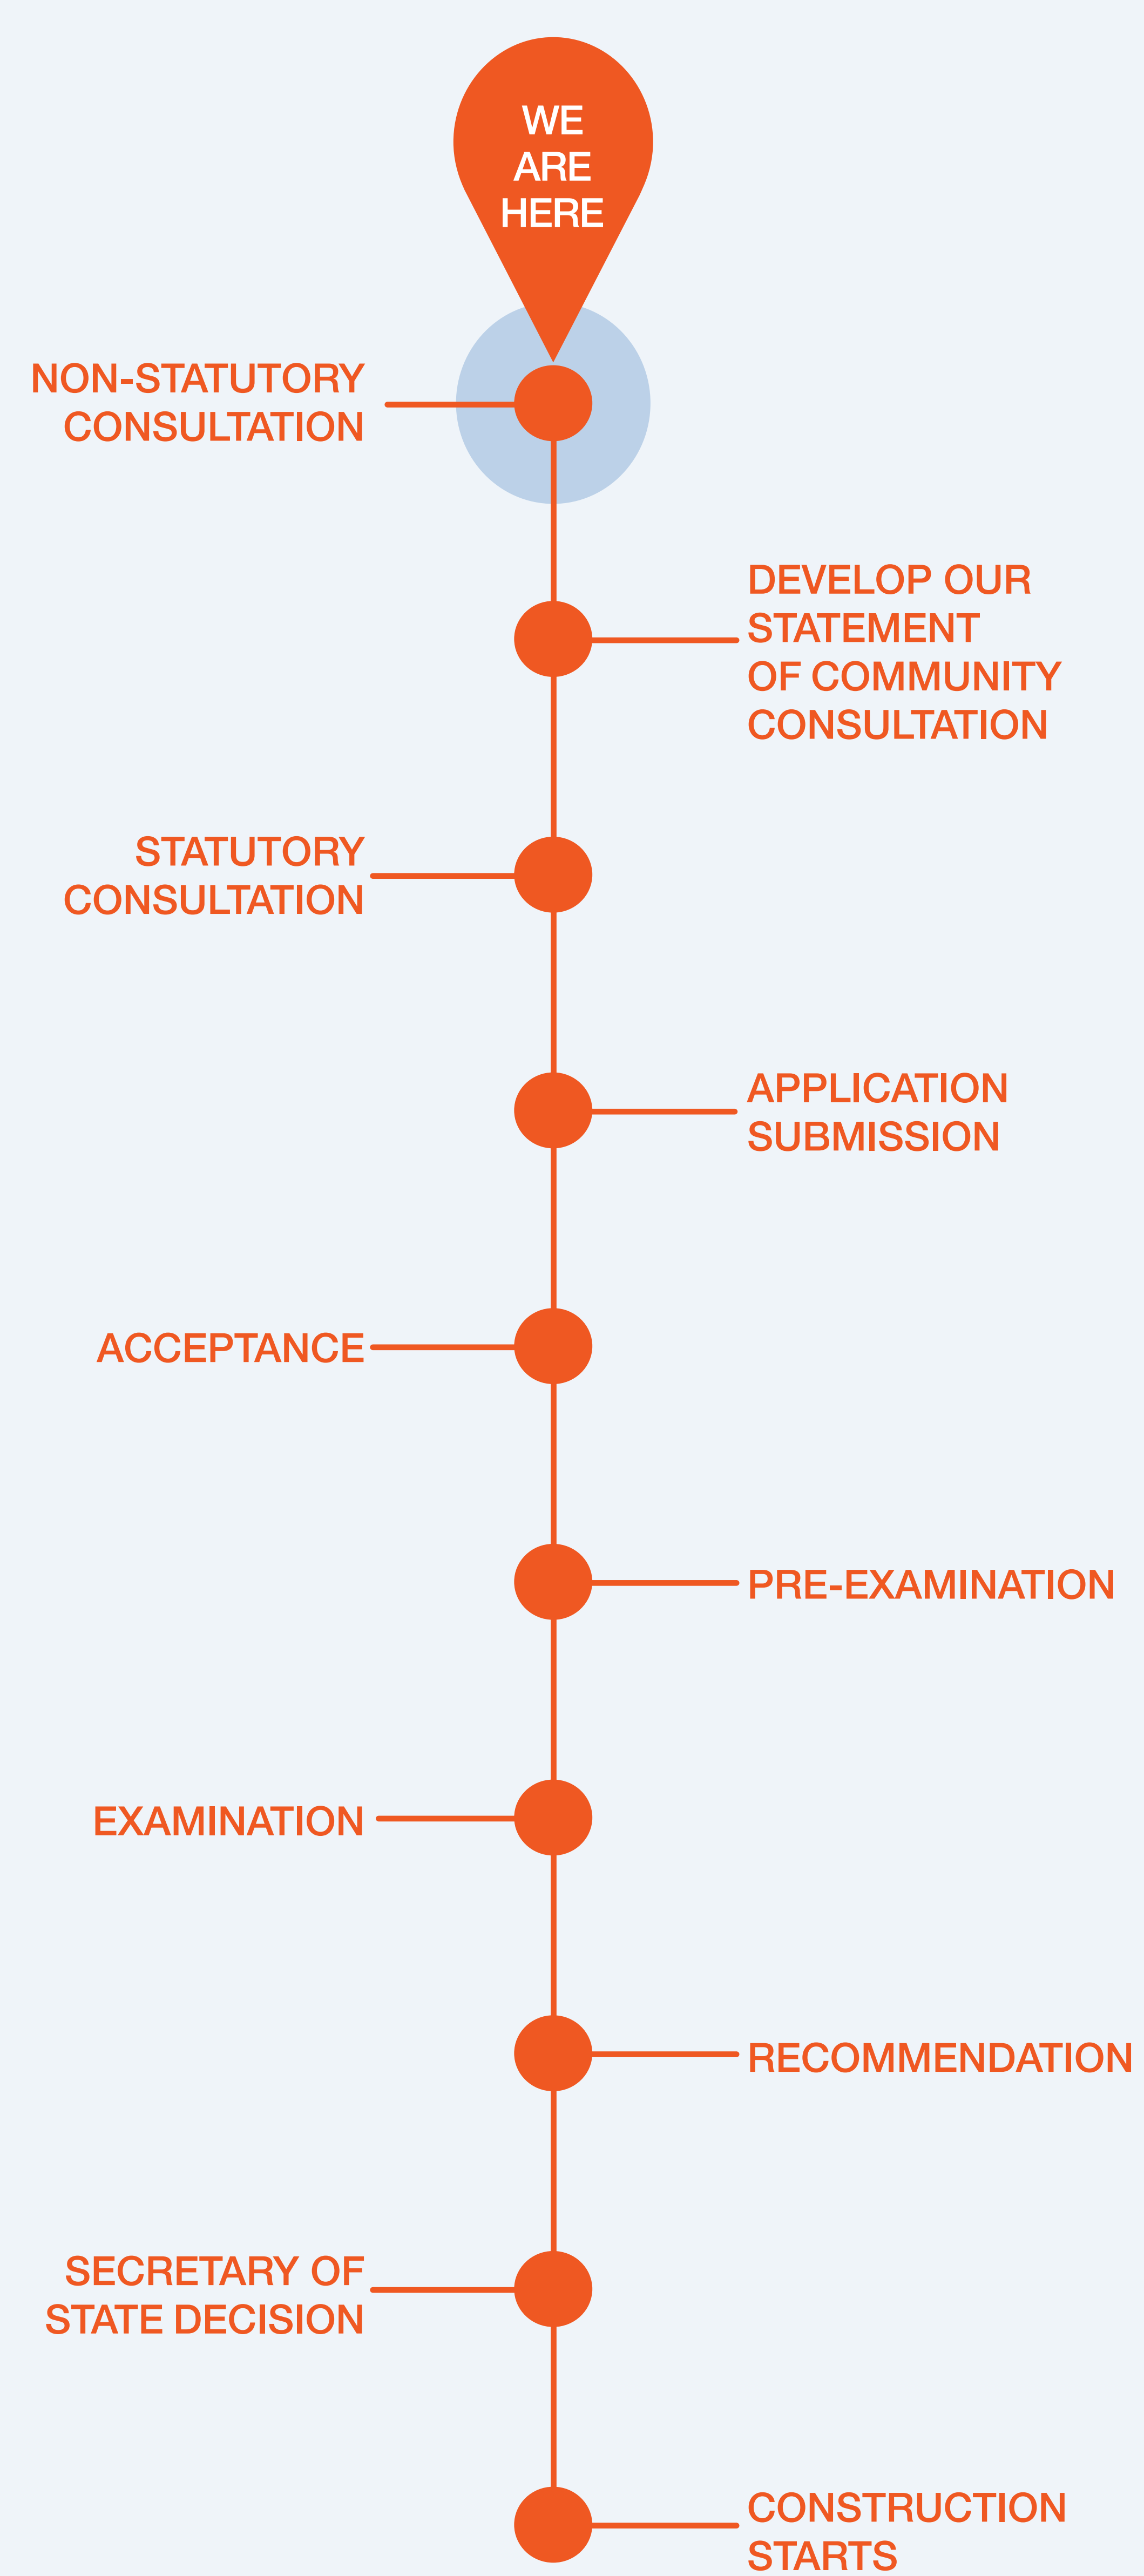 WE
ARE
HERE
NON-STATUTORY
CONSULTATION
DEVELOP OUR
STATEMENT
OF COMMUNITY
CONSULTATION
STATUTORY
CONSULTATION
APPLICATION
SUBMISSION
ACCEPTANCE
PRE-EXAMINATION
EXAMINATION
RECOMMENDATION
SECRETARY OF
STATE DECISION
CONSTRUCTION
STARTS